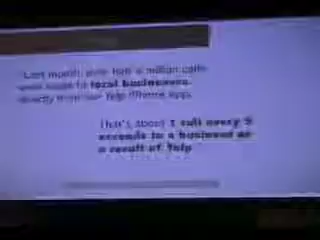 Last month, over half a million calls
were made to local businesses,
directly from our Yelp iPhone app.
That's about 1 call every 5
seconds to a business as
a result of Yelp